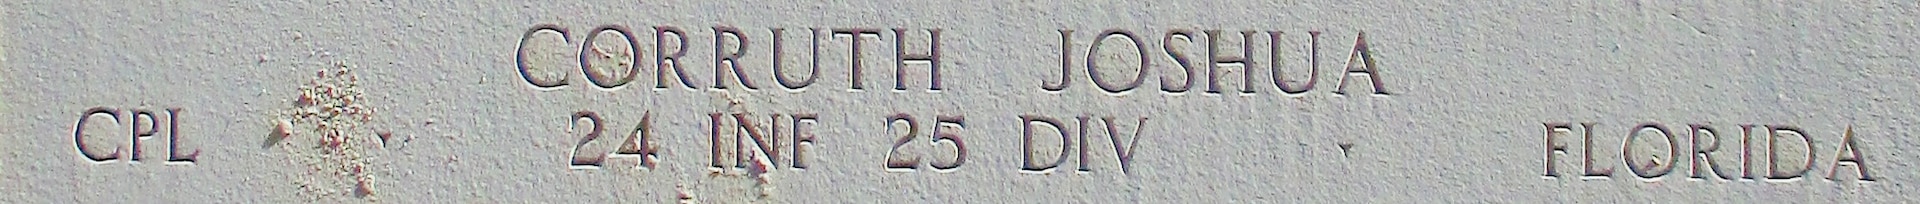 CORRUTH JOSHUA
CPL 24 INF 25 DIV FLORIDA